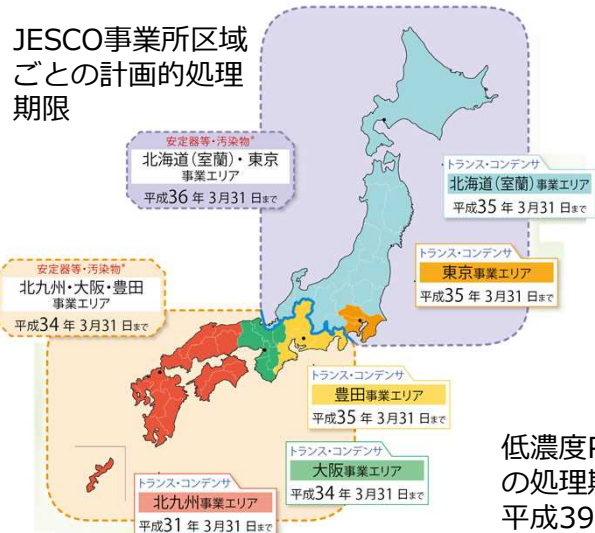 JESCO事業所区域
ごとの計画的処理
期限
安定器等・汚染物*
北海道(室蘭)・東京
事業エリア
平成36年3月31日まで
トランス・コンデンサ
北海道(室蘭)事業エリア
平成35年3月31日まで
トランス・コンデンサ
東京事業エリア
平成35年3月31日まで
安定器等・汚染物*
北九州・大阪・豊田
事業エリア
平成34年3月31日まで
トランス・コンデンサ
豊田事業エリア
平成35年3月31日まで
トランス・コンデンサ
大阪事業エリア
平成34年3月31日まで
トランス・コンデンサ
北九州事業エリア
平成31年3月31日まで
低濃度P
の処理期
平成39